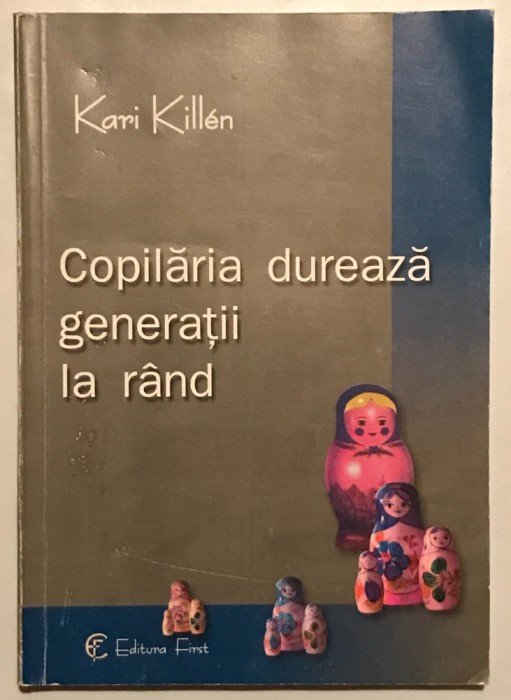 Kari Killén
Copilăria durează
generații
la rând
Editura First